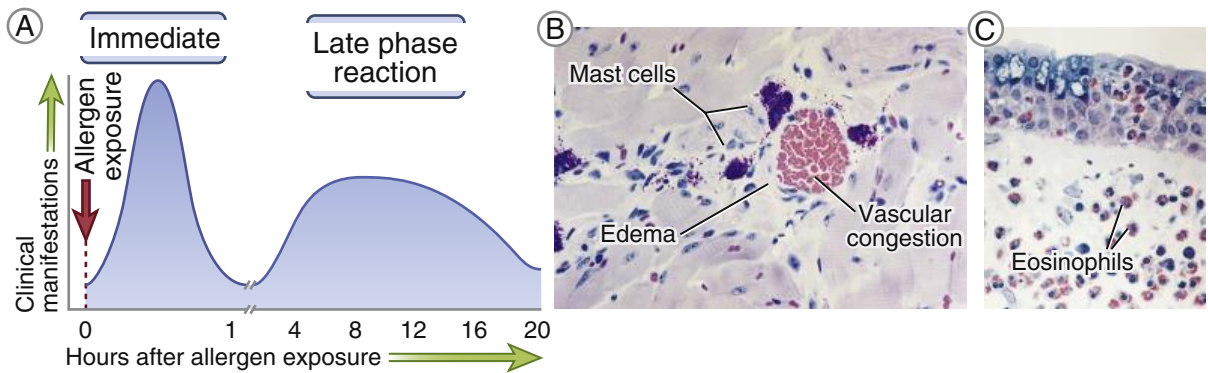 A
Immediate
Late phase
reaction
Allergen
exposure
Clinical
manifestations
0
1
4
8
12
16
20
Hours after allergen exposure
B
Mast cells
Edema
Vascular
congestion
C
Eosinophils